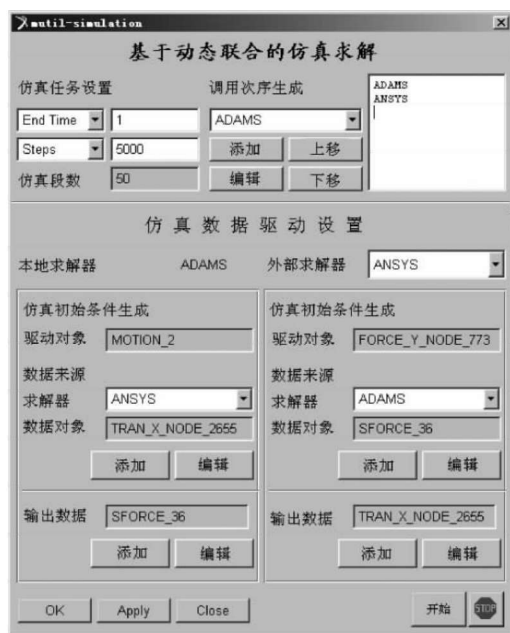 mutil-simulation
基于动态联合的仿真求解
仿真任务设置
End Time 1
Steps 5000
仿真段数 50
调用次序生成
ADAMS
添加 上移
编辑 下移
ADAMS
ANSYS
仿真数据驱动设置
本地求解器 ADAMS 外部求解器 ANSYS
仿真初始条件生成
驱动对象 MOTION_2
数据来源
求解器 ANSYS
数据对象 TRAN_X_NODE_2655
添加 编辑
输出数据 SFORCE_36
添加 编辑
仿真初始条件生成
驱动对象 FORCE_Y_NODE_773
数据来源
求解器 ADAMS
数据对象 SFORCE_36
添加 编辑
输出数据 TRAN_X_NODE_2655
添加 编辑
OK Apply Close 开始 STOP